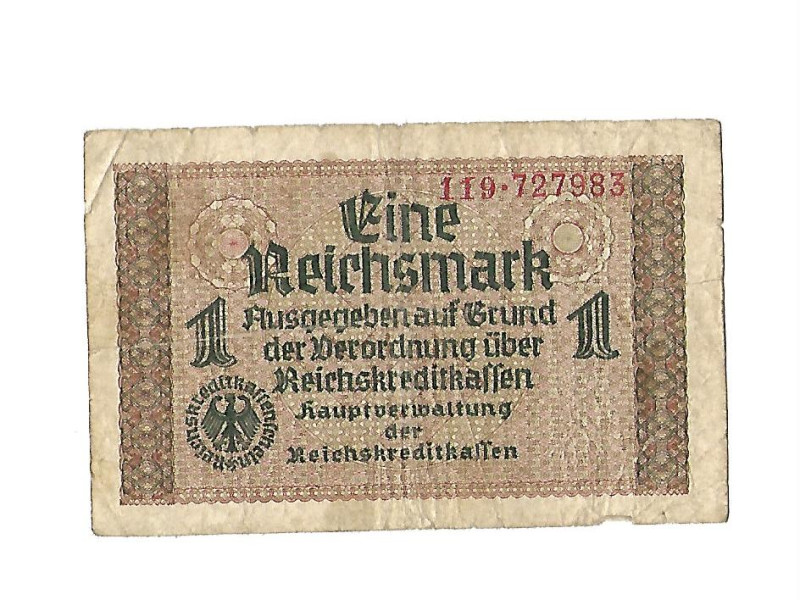 119·727983
Eine
Reichsmark
1 Ausgegeben auf Grund 1
der Verordnung über
Reichskreditkassen
Hauptverwaltung
der
Reichskreditkassen